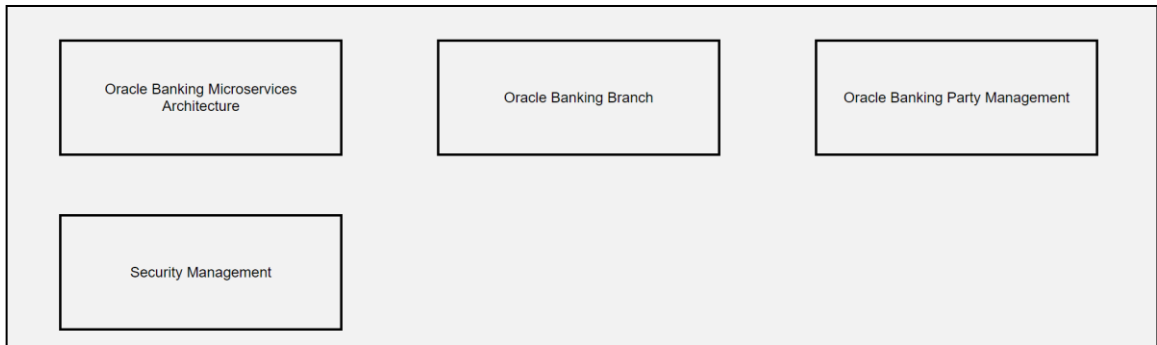 Oracle Banking Microservices
Architecture
Oracle Banking Branch
Oracle Banking Party Management
Security Management